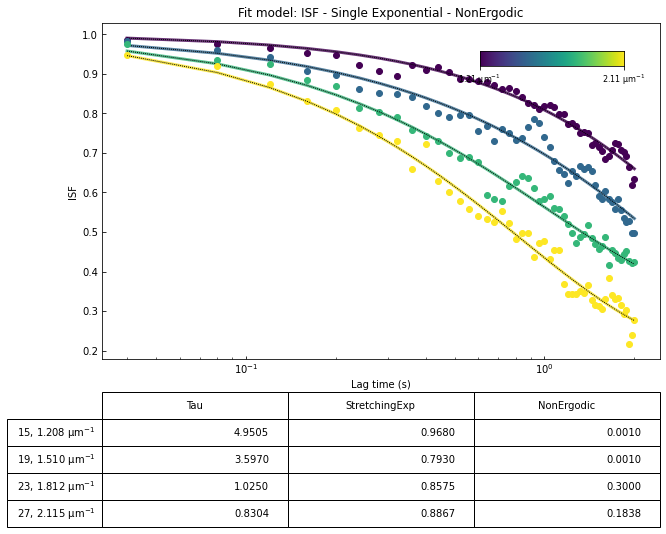 Fit model: ISF - Single Exponential - NonErgodic
1.0
0.9
0.8
0.7
0.6
0.5
0.4
0.3
0.2
ISF
2.11 μm⁻¹
10⁻¹
10⁰
Lag time (s)
Tau StretchingExp NonErgodic
15, 1.208 μm⁻¹ 4.9505 0.9680 0.0010
19, 1.510 μm⁻¹ 3.5970 0.7930 0.0010
23, 1.812 μm⁻¹ 1.0250 0.8575 0.3000
27, 2.115 μm⁻¹ 0.8304 0.8867 0.1838